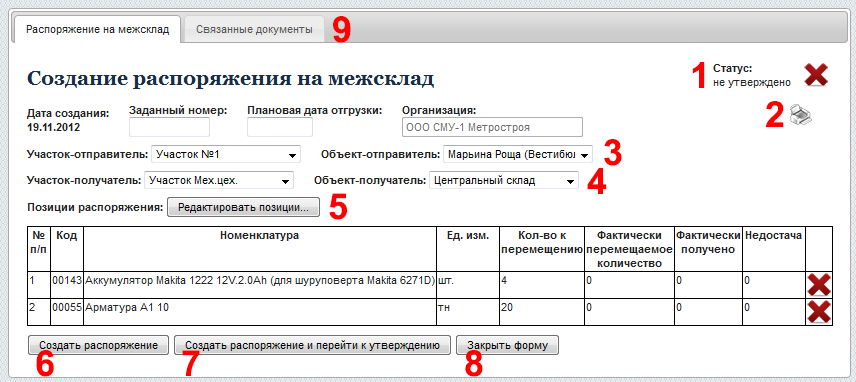 Распоряжение на межсклад Связанные документы 9
Создание распоряжения на межсклад
1 Статус:
не утверждено
2
Дата создания: Заданный номер: Плановая дата отгрузки: Организация:
19.11.2012 ООО СМУ-1 Метростроя
Участок-отправитель: Участок №1 Объект-отправитель: Марьина Роща (Вестибюл 3
Участок-получатель: Участок Мех.цех. Объект-получатель: Центральный склад 4
Позиции распоряжения: Редактировать позиции... 5
№ п/п Код Номенклатура Ед. изм. Кол-во к перемещению Фактически перемещаемое количество Фактически получено Недостача
1 00143 Аккумулятор Makita 1222 12V.2.0Ah (для шуруповерта Makita 6271D) шт. 4 0 0 0
2 00055 Арматура А1 10 тн 20 0 0 0
Создать распоряжение Создать распоряжение и перейти к утверждению Закрыть форму
6 7 8